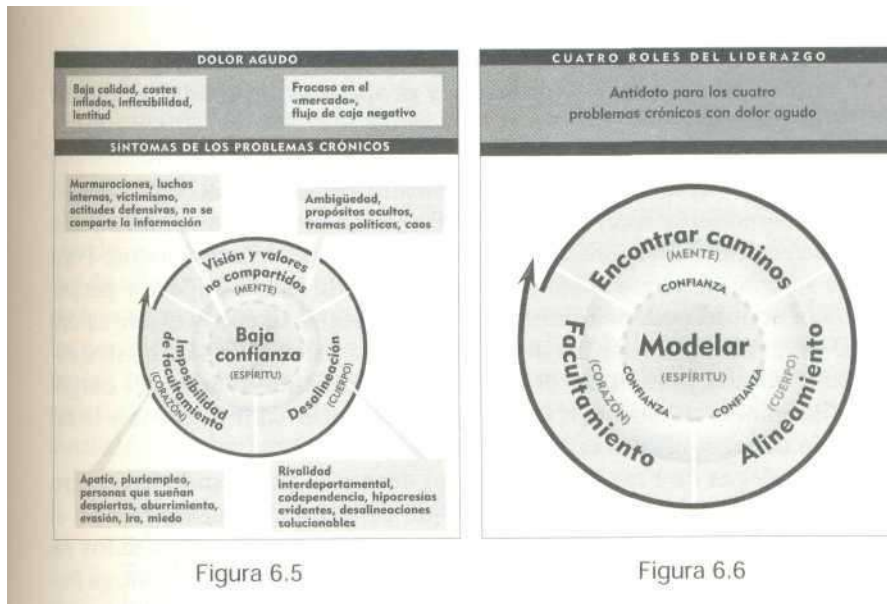 DOLOR AGUDO
Baja calidad, costes
inflados, inflexibilidad,
lentitud
Fracaso en el
«mercado»,
flujo de caja negativo
SÍNTOMAS DE LOS PROBLEMAS CRÓNICOS
Murmuraciones, luchas
internas, victimismo,
actitudes defensivas, no se
comparte la información
Ambigüedad,
propósitos ocultos,
tramas políticas, caos
Visión y valores
no compartidos
(MENTE)
Baja
confianza
(ESPÍRITU)
Imposibilidad
de facultamiento
(CORAZÓN)
Desalineación
(CUERPO)
Apatía, pluriempleo,
personas que sueñan
despiertas, aburrimiento,
evasión, ira, miedo
Rivalidad
interdepartamental,
codependencia, hipocresías
evidentes, desalineaciones
solucionables
Figura 6.5
CUATRO ROLES DEL LIDERAZGO
Antídoto para los cuatro
problemas crónicos con dolor agudo
Encontrar caminos
(MENTE)
CONFIANZA
Modelar
(ESPÍRITU)
Facultamiento
(CORAZÓN)
CONFIANZA
CONFIANZA
(CUERPO)
Alineamiento
Figura 6.6